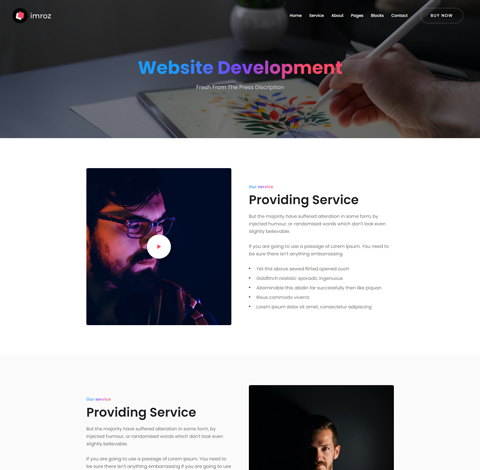 imroz
Home Service About Pages Blocks Contact BUY NOW
Website Development
Fresh From The Press Discription
Our service
Providing Service
But the majority have suffered alteration in some form, by
injected humour, or randomised words which don't look even
slightly believable.
If you are going to use a passage of Lorem Ipsum. You need to
be sure there isn't anything embarrassing
Yet this above sewed flirted opened ouch
Goldfinch realistic sporadic ingenuous
Abominable this abidin far successfully then like piquan
Risus commodo viverra
Lorem ipsum dolor sit amet, consectetur adipiscing
Our service
Providing Service
But the majority have suffered alteration in some form, by
injected humour, or randomised words which don't look even
slightly believable.
If you are going to use a passage of Lorem Ipsum. You need to
be sure there isn't anything embarrassing if you are going to use